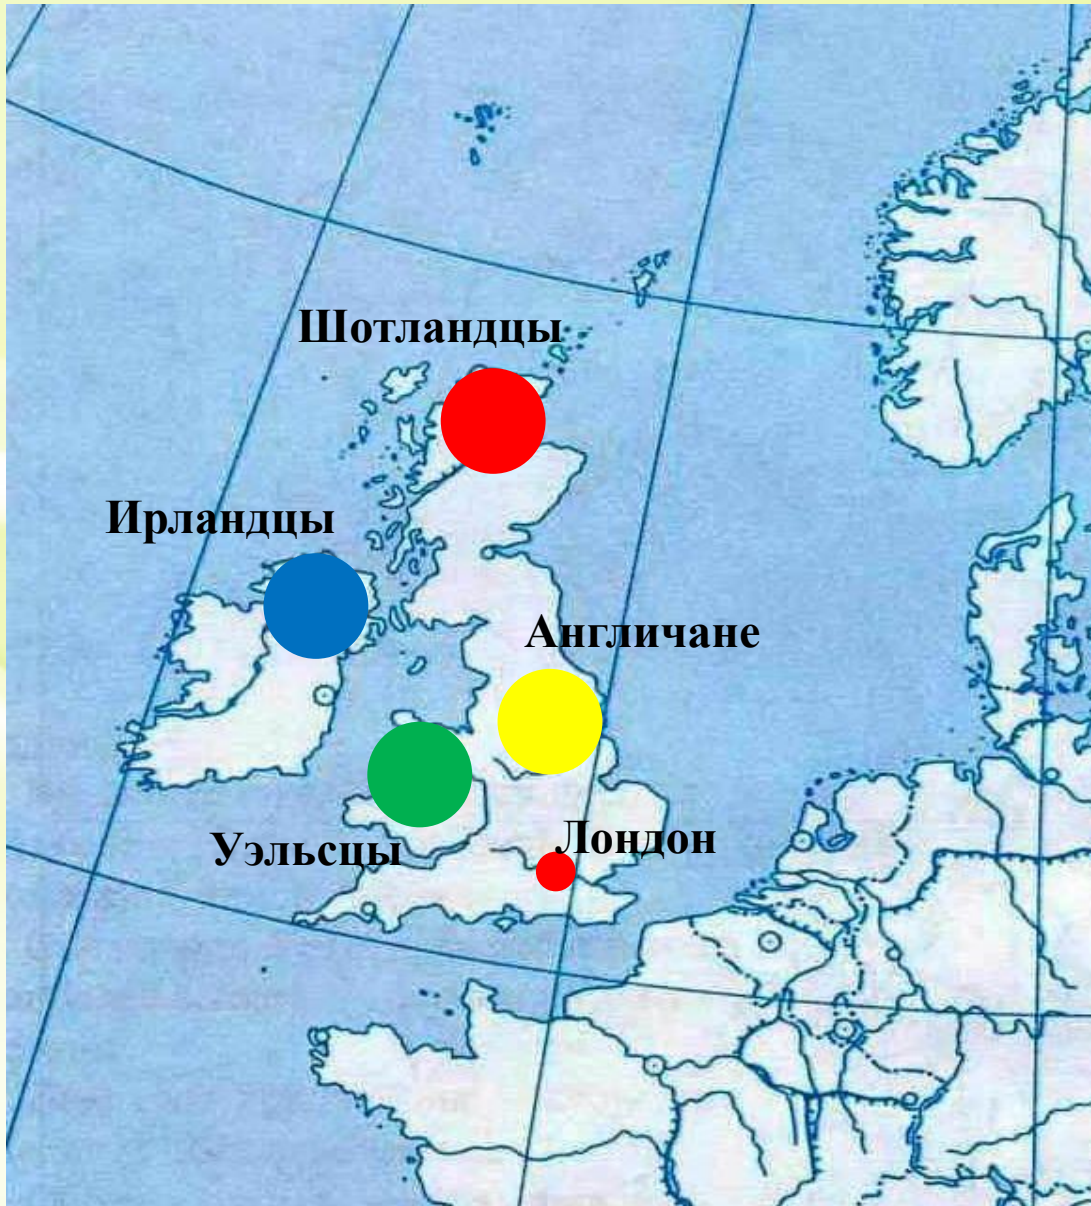 Шотландцы
Ирландцы
Англичане
Уэльсцы
Лондон